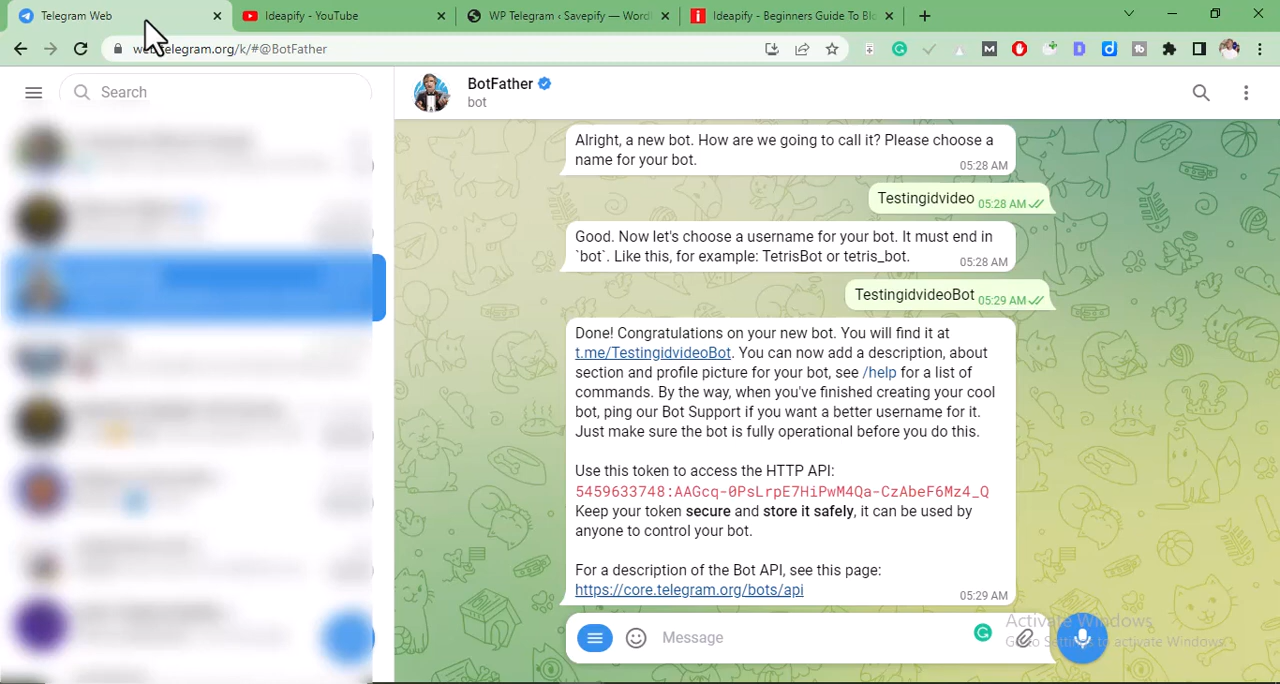 Telegram Web
Ideapify - YouTube
WP Telegram ‹ Savepify — Word
Ideapify - Beginners Guide To Blo
telegram.org/k/#@BotFather
Search
BotFather
bot
Alright, a new bot. How are we going to call it? Please choose a
name for your bot.
05:28 AM
Testingidvideo 05:28 AM
Good. Now let's choose a username for your bot. It must end in
`bot`. Like this, for example: TetrisBot or tetris_bot.
05:28 AM
TestingidvideoBot 05:29 AM
Done! Congratulations on your new bot. You will find it at
t.me/TestingidvideoBot. You can now add a description, about
section and profile picture for your bot, see /help for a list of
commands. By the way, when you've finished creating your cool
bot, ping our Bot Support if you want a better username for it.
Just make sure the bot is fully operational before you do this.
Use this token to access the HTTP API:
5459633748:AAGcq-0PsLrpE7HiPwM4Qa-CzAbeF6Mz4_Q
Keep your token secure and store it safely, it can be used by
anyone to control your bot.
For a description of the Bot API, see this page:
https://core.telegram.org/bots/api
05:29 AM
Message
Activate Windows
Go to Settings to activate Windows.